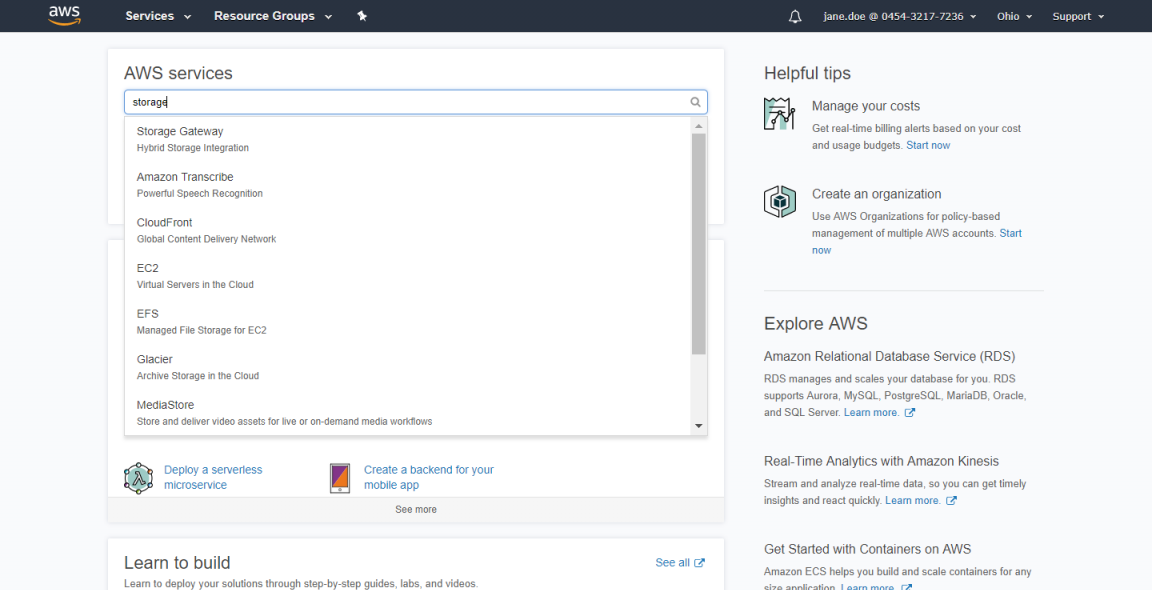 aws
Services
Resource Groups
jane.doe @ 0454-3217-7236
Ohio
Support
AWS services
storage
Storage Gateway
Hybrid Storage Integration
Amazon Transcribe
Powerful Speech Recognition
CloudFront
Global Content Delivery Network
EC2
Virtual Servers in the Cloud
EFS
Managed File Storage for EC2
Glacier
Archive Storage in the Cloud
MediaStore
Store and deliver video assets for live or on-demand media workflows
Deploy a serverless
microservice
Create a backend for your
mobile app
See more
Learn to build
See all
Learn to deploy your solutions through step-by-step guides, labs, and videos.
Helpful tips
Manage your costs
Get real-time billing alerts based on your cost
and usage budgets. Start now
Create an organization
Use AWS Organizations for policy-based
management of multiple AWS accounts. Start
now
Explore AWS
Amazon Relational Database Service (RDS)
RDS manages and scales your database for you. RDS
supports Aurora, MySQL, PostgreSQL, MariaDB, Oracle,
and SQL Server. Learn more.
Real-Time Analytics with Amazon Kinesis
Stream and analyze real-time data, so you can get timely
insights and react quickly. Learn more.
Get Started with Containers on AWS
Amazon ECS helps you build and scale containers for any
size application. Learn more.